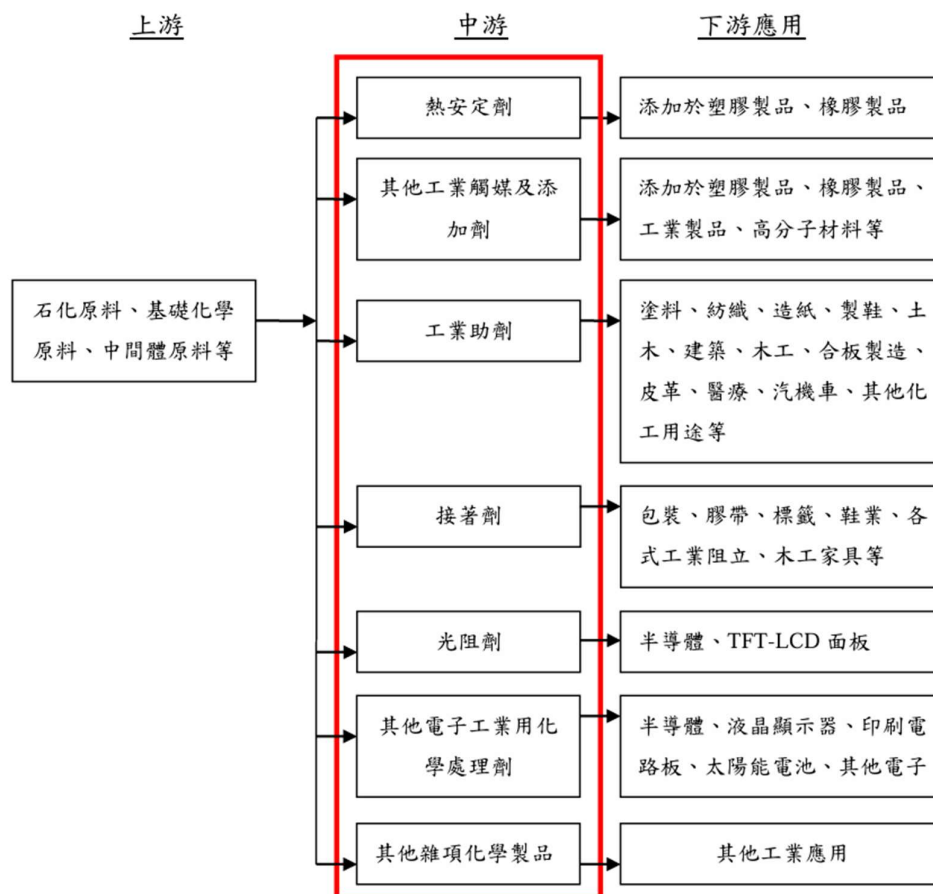 上游
中游
下游應用
熱安定劑
添加於塑膠製品、橡膠製品
其他工業觸媒及添
加劑
添加於塑膠製品、橡膠製品、
工業製品、高分子材料等
石化原料、基礎化學
原料、中間體原料等
工業助劑
塗料、紡織、造紙、製鞋、土
木、建築、木工、合板製造、
皮革、醫療、汽機車、其他化
工用途等
接著劑
包裝、膠帶、標籤、鞋業、各
式工業阻立、木工家具等
光阻劑
半導體、TFT-LCD 面板
其他電子工業用化
學處理劑
半導體、液晶顯示器、印刷電
路板、太陽能電池、其他電子
其他雜項化學製品
其他工業應用